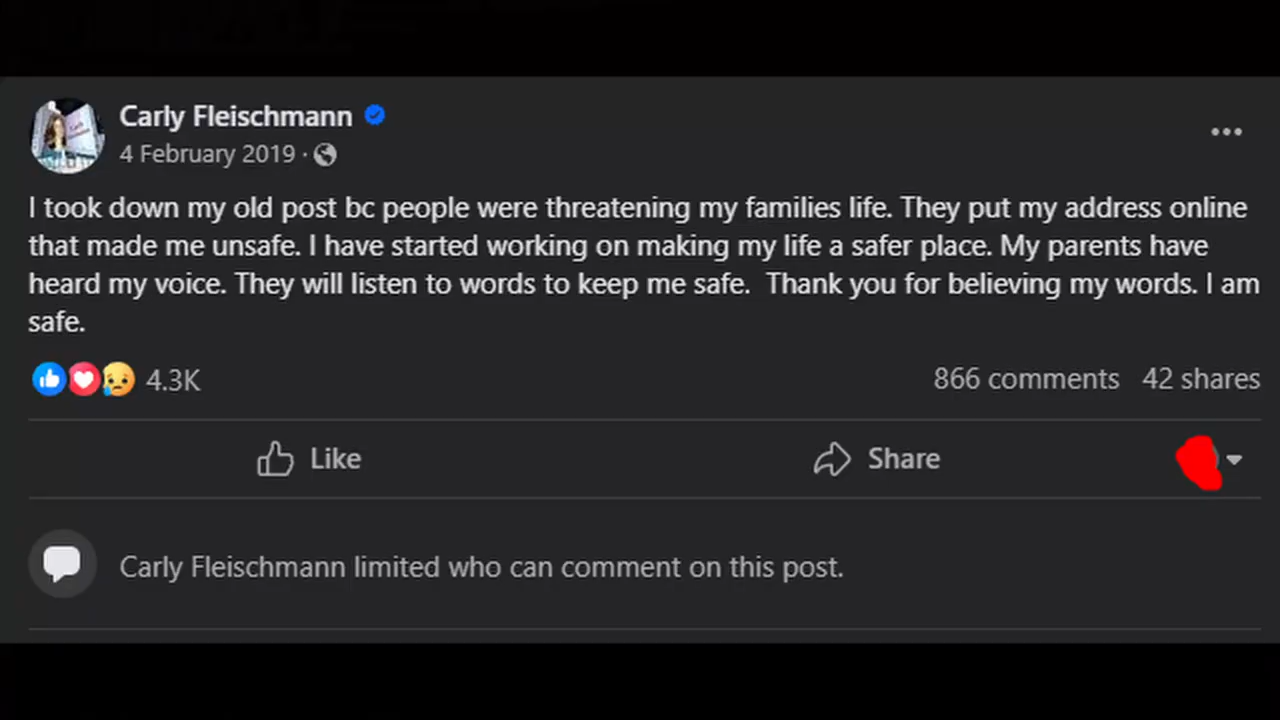 Carly Fleischmann
4 February 2019 ·
I took down my old post bc people were threatening my families life. They put my address online
that made me unsafe. I have started working on making my life a safer place. My parents have
heard my voice. They will listen to words to keep me safe.  Thank you for believing my words. I am
safe.
4.3K 866 comments 42 shares
Like Share
Carly Fleischmann limited who can comment on this post.